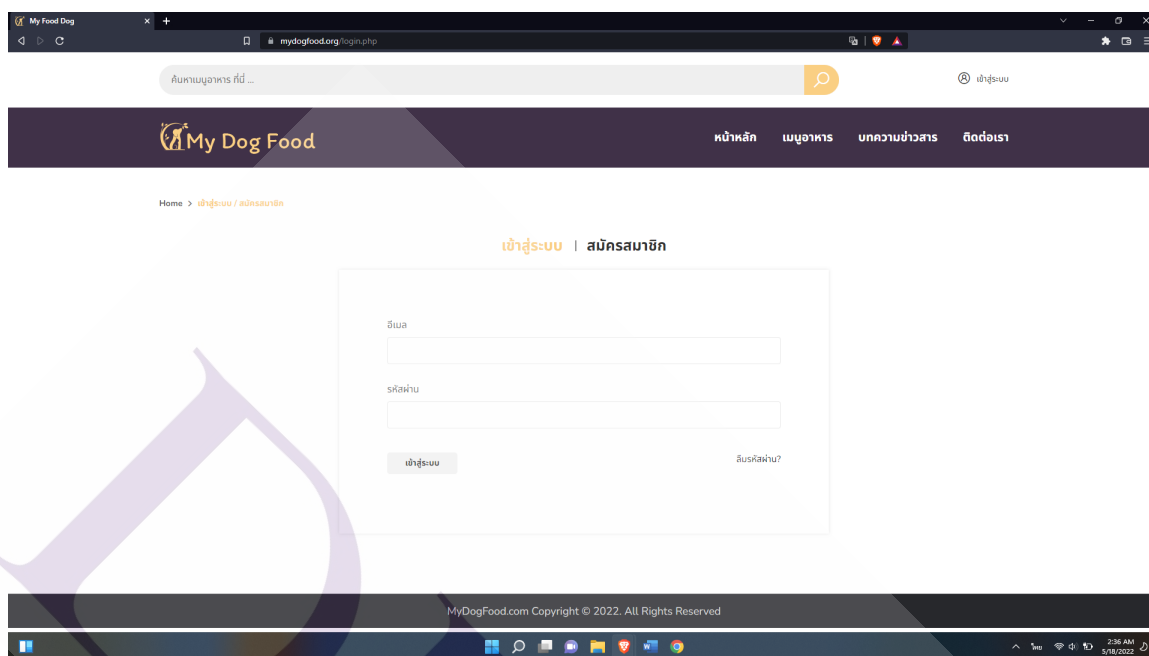 My Food Dog
mydogfood.org/login.php
ค้นหาเมนูอาหาร ที่นี่ ...
เข้าสู่ระบบ
My Dog Food
หน้าหลัก เมนูอาหาร บทความข่าวสาร ติดต่อเรา
Home > เข้าสู่ระบบ / สมัครสมาชิก
เข้าสู่ระบบ | สมัครสมาชิก
อีเมล
รหัสผ่าน
เข้าสู่ระบบ ลืมรหัสผ่าน?
MyDogFood.com Copyright © 2022. All Rights Reserved
ไทย 2:36 AM
5/18/2022